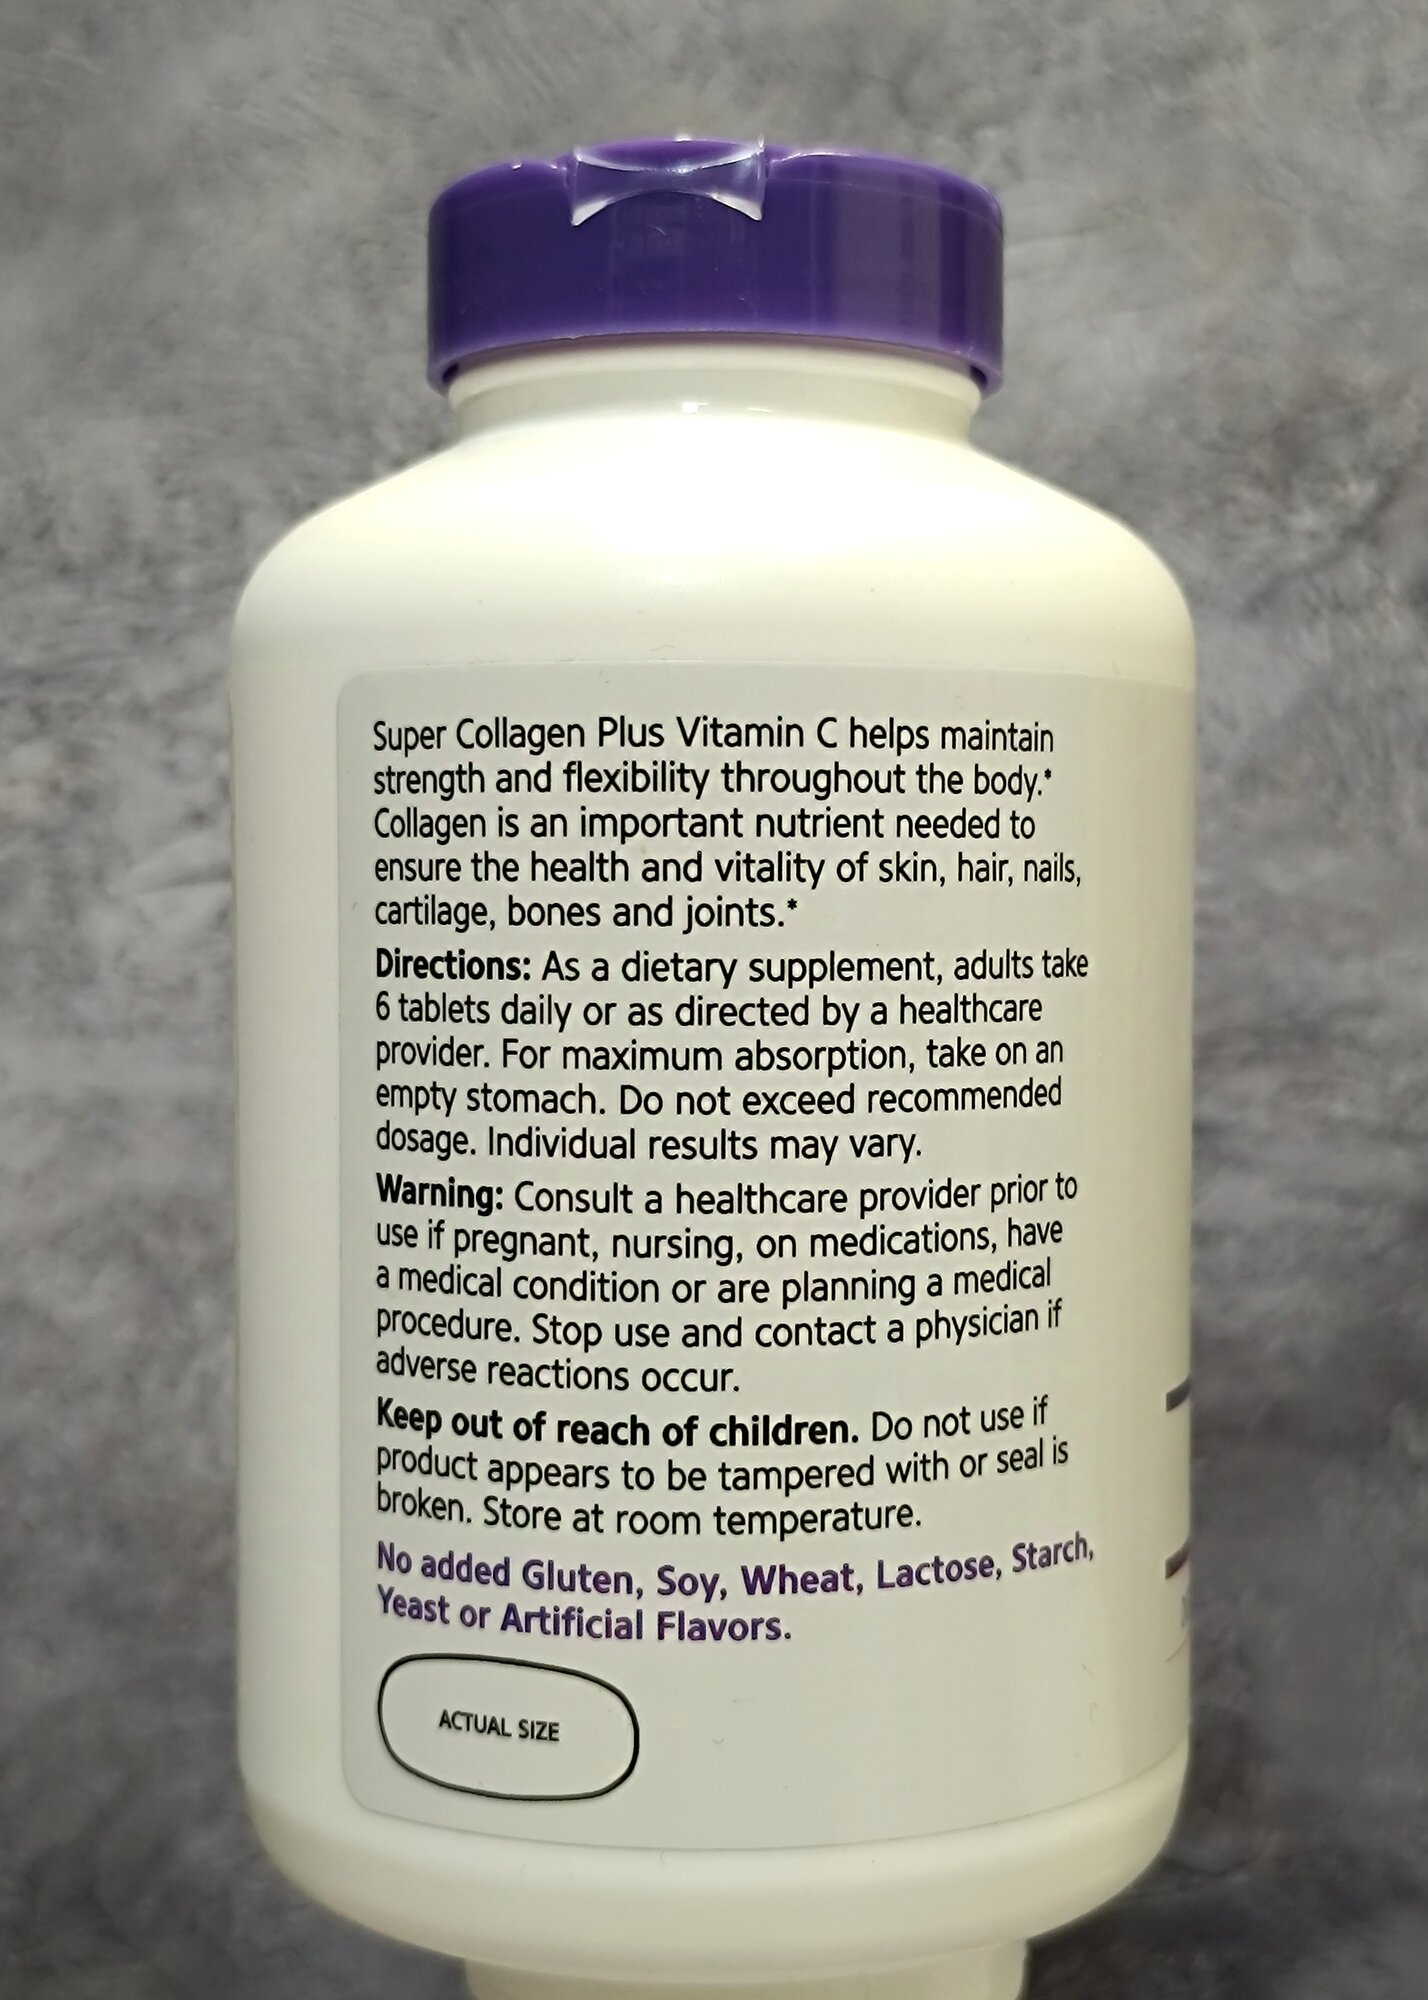 Super Collagen Plus Vitamin C helps maintain
strength and flexibility throughout the body.*
Collagen is an important nutrient needed to
ensure the health and vitality of skin, hair, nails,
cartilage, bones and joints.*
Directions: As a dietary supplement, adults take
6 tablets daily or as directed by a healthcare
provider. For maximum absorption, take on an
empty stomach. Do not exceed recommended
dosage. Individual results may vary.
Warning: Consult a healthcare provider prior to
use if pregnant, nursing, on medications, have
a medical condition or are planning a medical
procedure. Stop use and contact a physician if
adverse reactions occur.
Keep out of reach of children. Do not use if
product appears to be tampered with or seal is
broken. Store at room temperature.
No added Gluten, Soy, Wheat, Lactose, Starch,
Yeast or Artificial Flavors.
ACTUAL SIZE